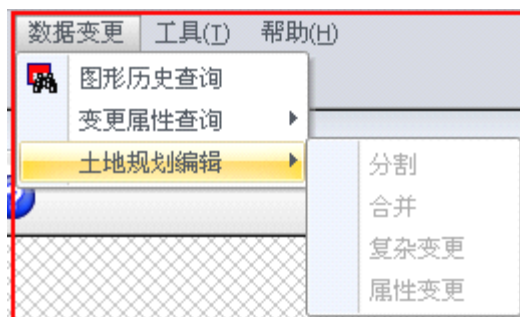 数据变更 工具(T) 帮助(H)
图形历史查询
变更属性查询
土地规划编辑
分割
合并
复杂变更
属性变更